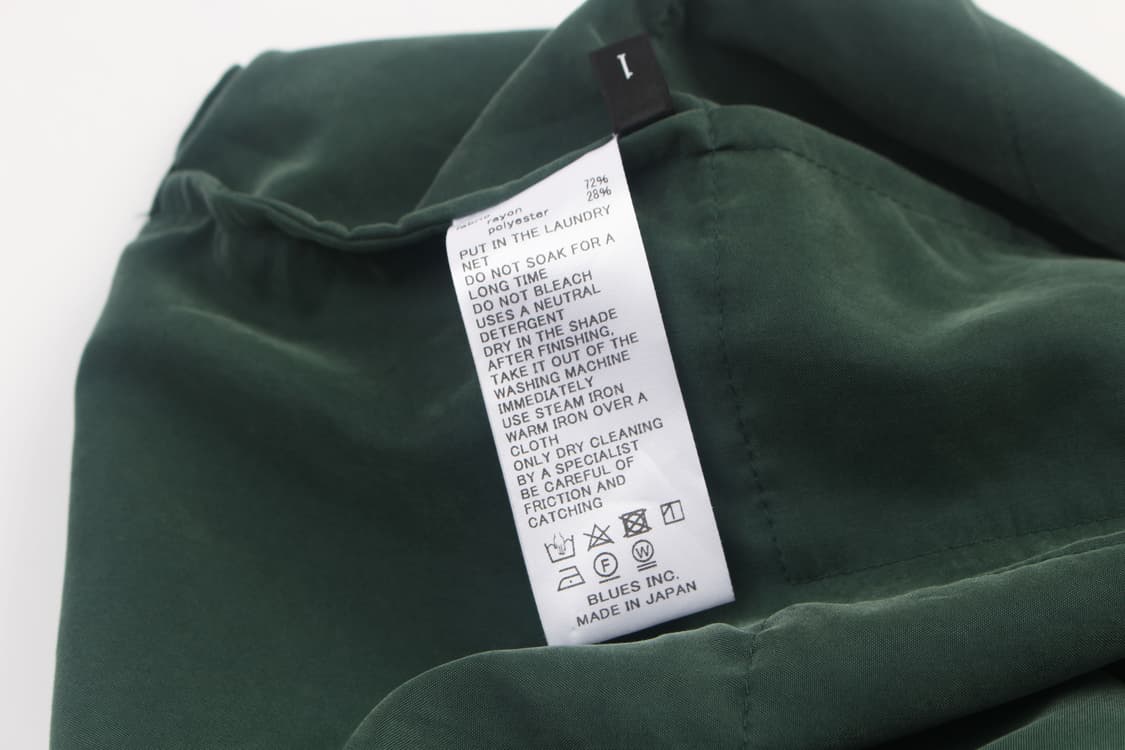 1
fabric rayon 72%
polyester 28%
PUT IN THE LAUNDRY
NET
DO NOT SOAK FOR A
LONG TIME
DO NOT BLEACH
USES A NEUTRAL
DETERGENT
DRY IN THE SHADE
AFTER FINISHING,
TAKE IT OUT OF THE
WASHING MACHINE
IMMEDIATELY
USE STEAM IRON
WARM IRON OVER A
CLOTH
ONLY DRY CLEANING
BY A SPECIALIST
BE CAREFUL OF
FRICTION AND
CATCHING
F W
BLUES INC.
MADE IN JAPAN